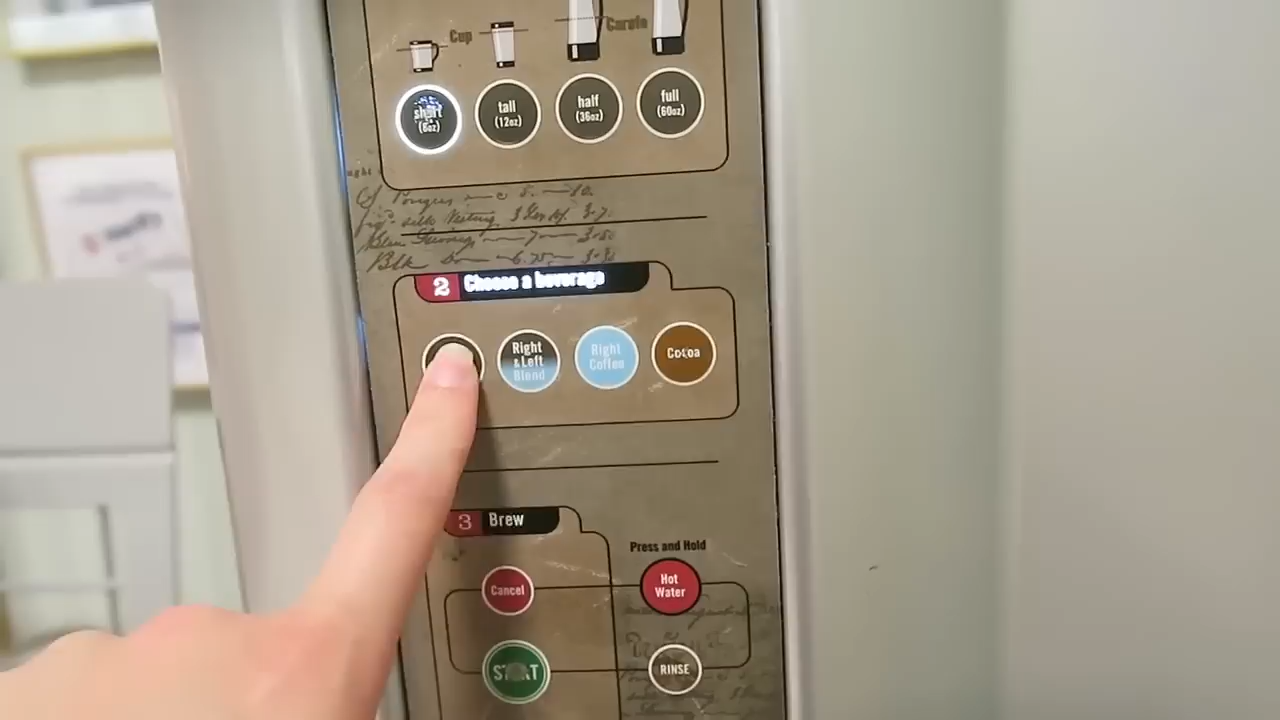 Cup
Carafe
short
(6oz)
tall
(12oz)
half
(36oz)
full
(60oz)
2 Choose a beverage
Right
& Left
Blend
Right
Coffee
Cocoa
3 Brew
Press and Hold
Cancel
Hot
Water
START
RINSE